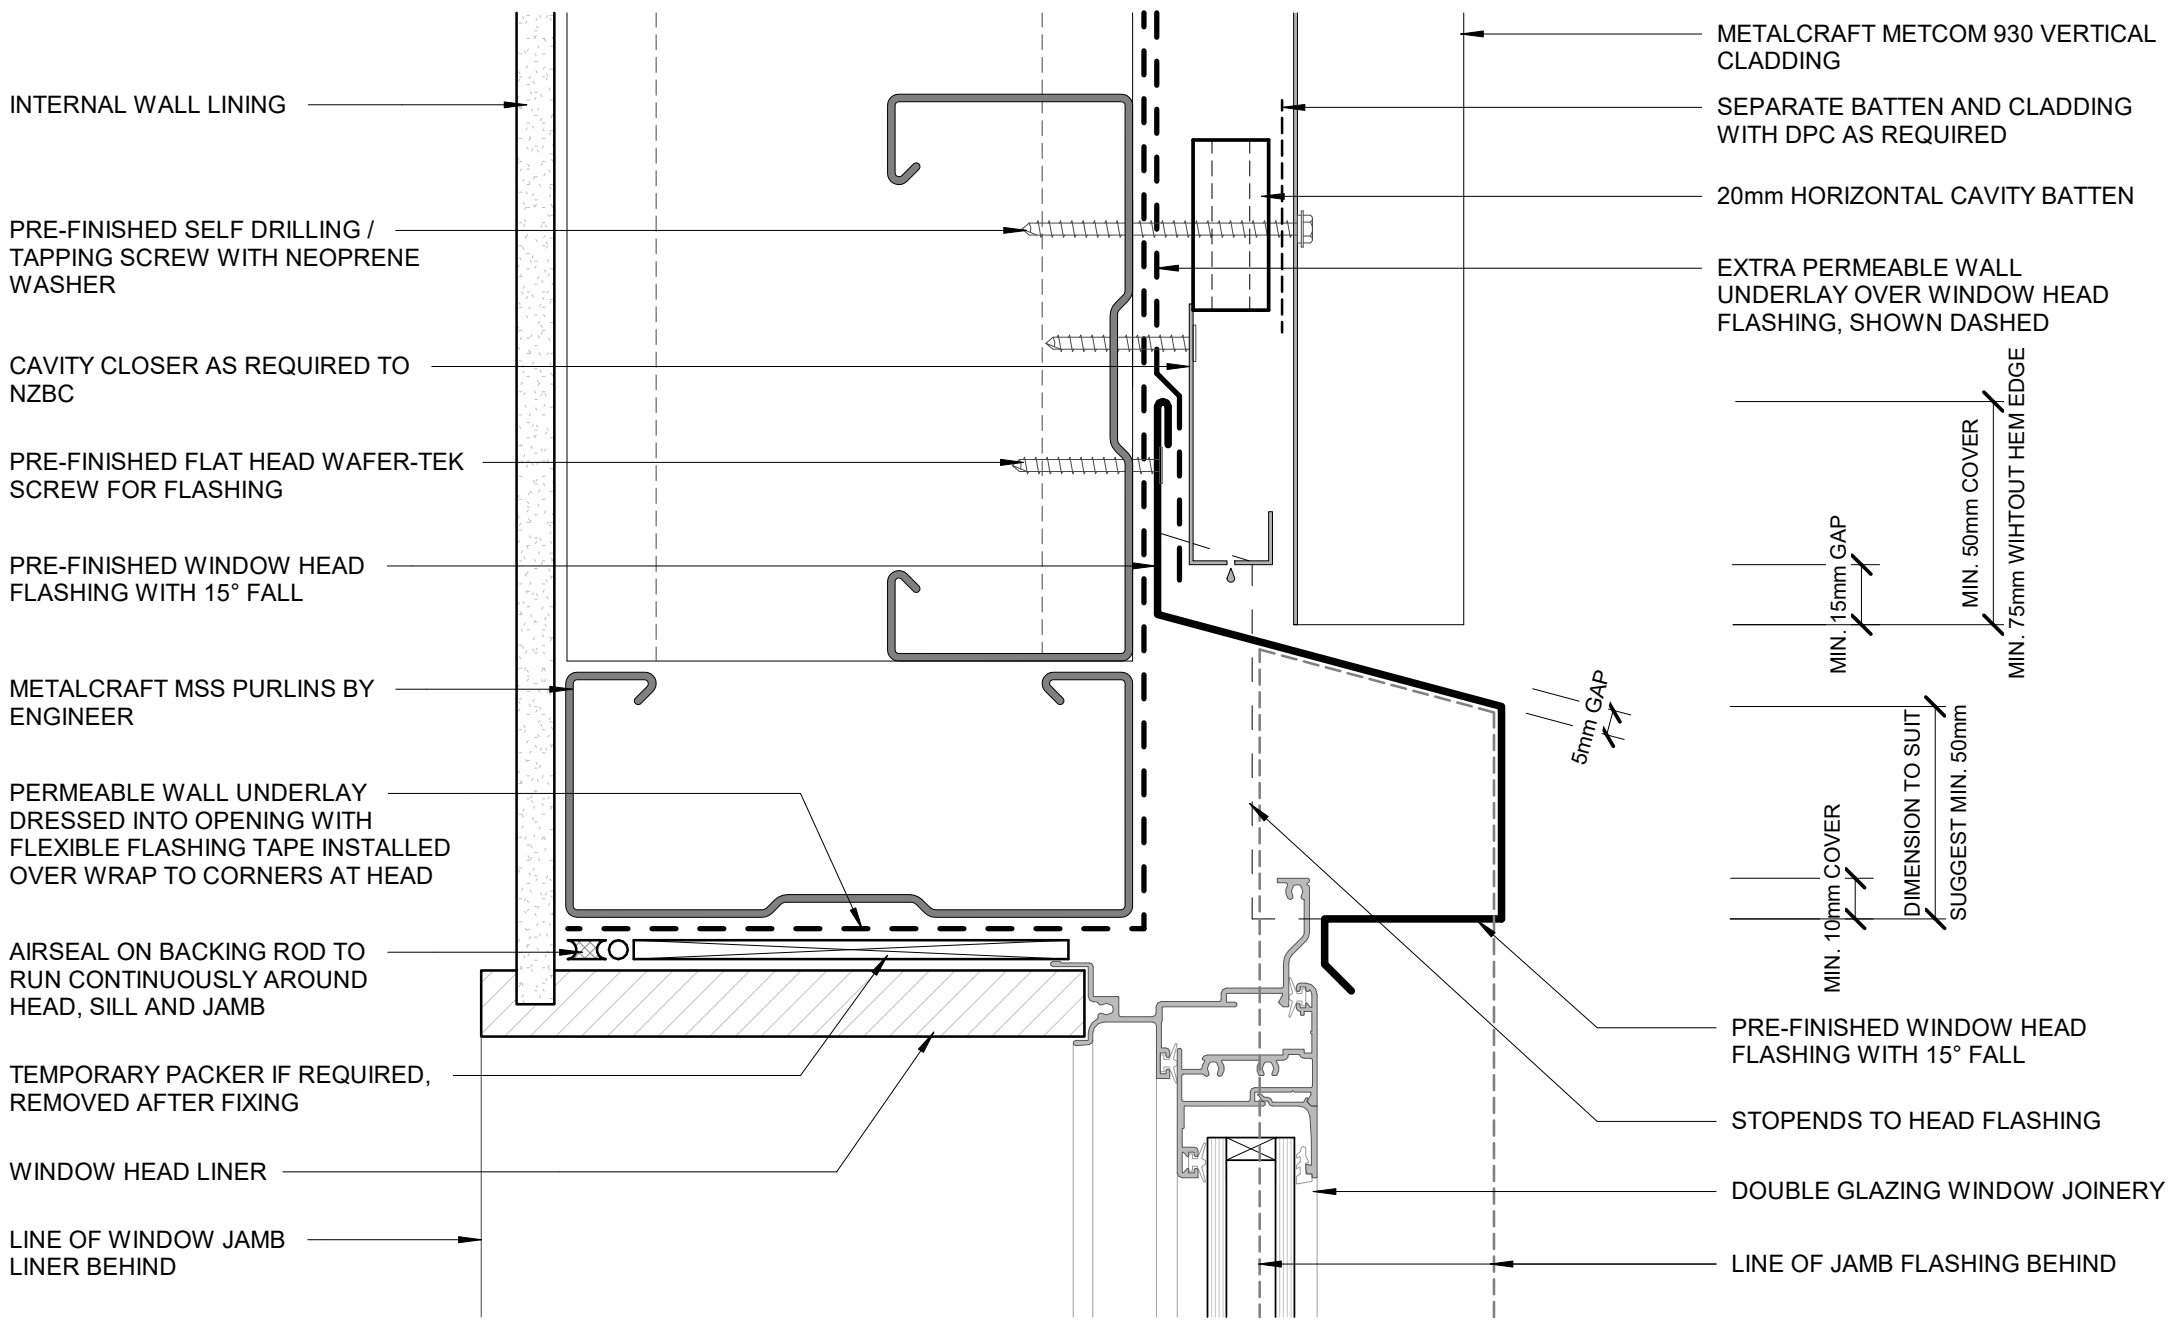 INTERNAL WALL LINING
PRE-FINISHED SELF DRILLING /
TAPPING SCREW WITH NEOPRENE
WASHER
CAVITY CLOSER AS REQUIRED TO
NZBC
PRE-FINISHED FLAT HEAD WAFER-TEK
SCREW FOR FLASHING
PRE-FINISHED WINDOW HEAD
FLASHING WITH 15° FALL
METALCRAFT MSS PURLINS BY
ENGINEER
PERMEABLE WALL UNDERLAY
DRESSED INTO OPENING WITH
FLEXIBLE FLASHING TAPE INSTALLED
OVER WRAP TO CORNERS AT HEAD
AIRSEAL ON BACKING ROD TO
RUN CONTINUOUSLY AROUND
HEAD, SILL AND JAMB
TEMPORARY PACKER IF REQUIRED,
REMOVED AFTER FIXING
WINDOW HEAD LINER
LINE OF WINDOW JAMB
LINER BEHIND
METALCRAFT METCOM 930 VERTICAL
CLADDING
SEPARATE BATTEN AND CLADDING
WITH DPC AS REQUIRED
20mm HORIZONTAL CAVITY BATTEN
EXTRA PERMEABLE WALL
UNDERLAY OVER WINDOW HEAD
FLASHING, SHOWN DASHED
MIN. 15mm GAP
MIN. 50mm COVER
MIN. 75mm WIHTOUT HEM EDGE
5mm GAP
MIN. 10mm COVER
DIMENSION TO SUIT
SUGGEST MIN. 50mm
PRE-FINISHED WINDOW HEAD
FLASHING WITH 15° FALL
STOPENDS TO HEAD FLASHING
DOUBLE GLAZING WINDOW JOINERY
LINE OF JAMB FLASHING BEHIND